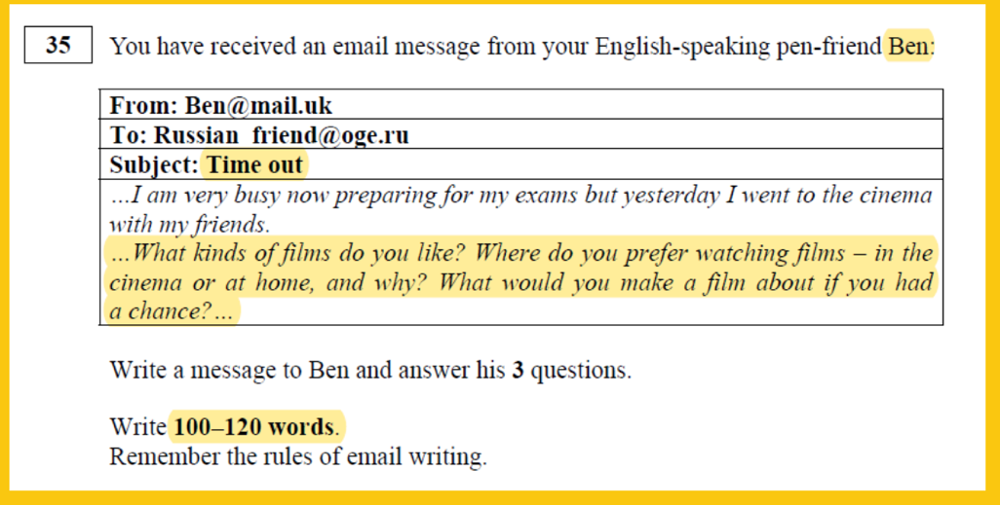 35 You have received an email message from your English-speaking pen-friend Ben:
From: Ben@mail.uk
To: Russian_friend@oge.ru
Subject: Time out
...I am very busy now preparing for my exams but yesterday I went to the cinema
with my friends.
...What kinds of films do you like? Where do you prefer watching films – in the
cinema or at home, and why? What would you make a film about if you had
a chance?...
Write a message to Ben and answer his 3 questions.
Write 100–120 words.
Remember the rules of email writing.